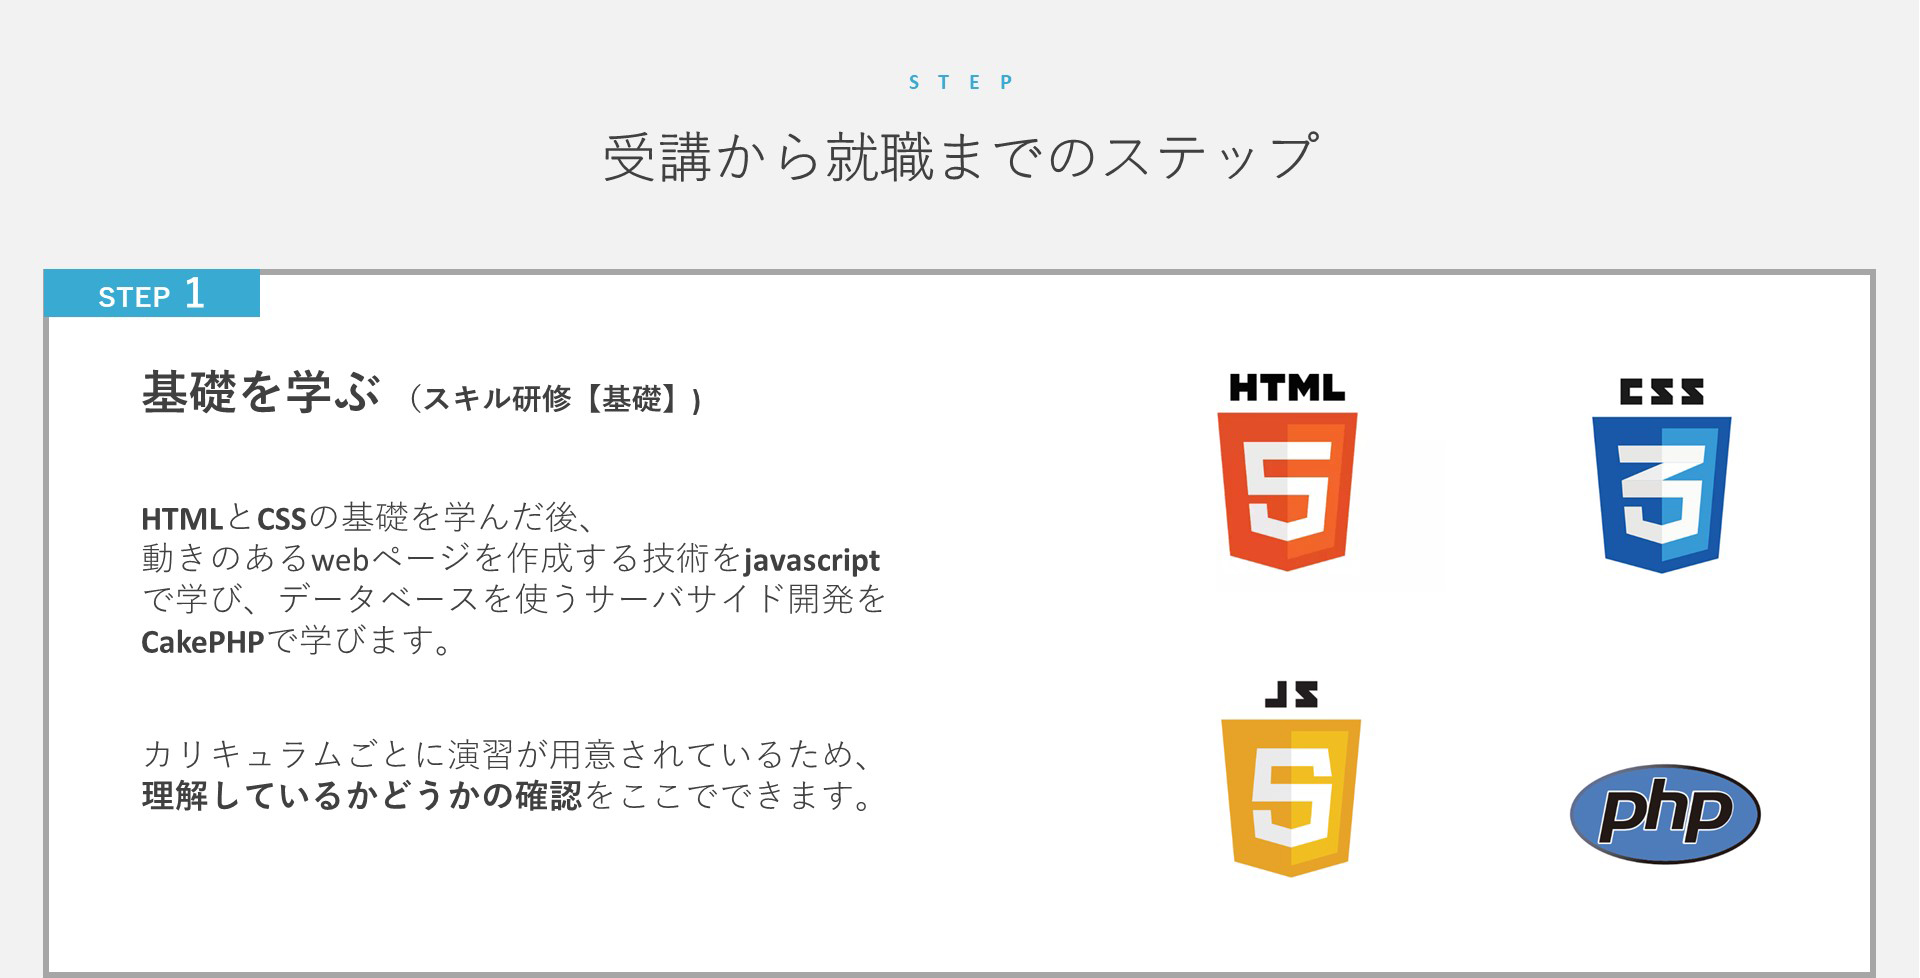 STEP
受講から就職までのステップ
STEP 1
基礎を学ぶ （スキル研修【基礎】)
HTMLとCSSの基礎を学んだ後、
動きのあるwebページを作成する技術をjavascript
で学び、データベースを使うサーバサイド開発を
CakePHPで学びます。
カリキュラムごとに演習が用意されているため、
理解しているかどうかの確認をここでできます。
HTML
5
CSS
3
JS
5
php